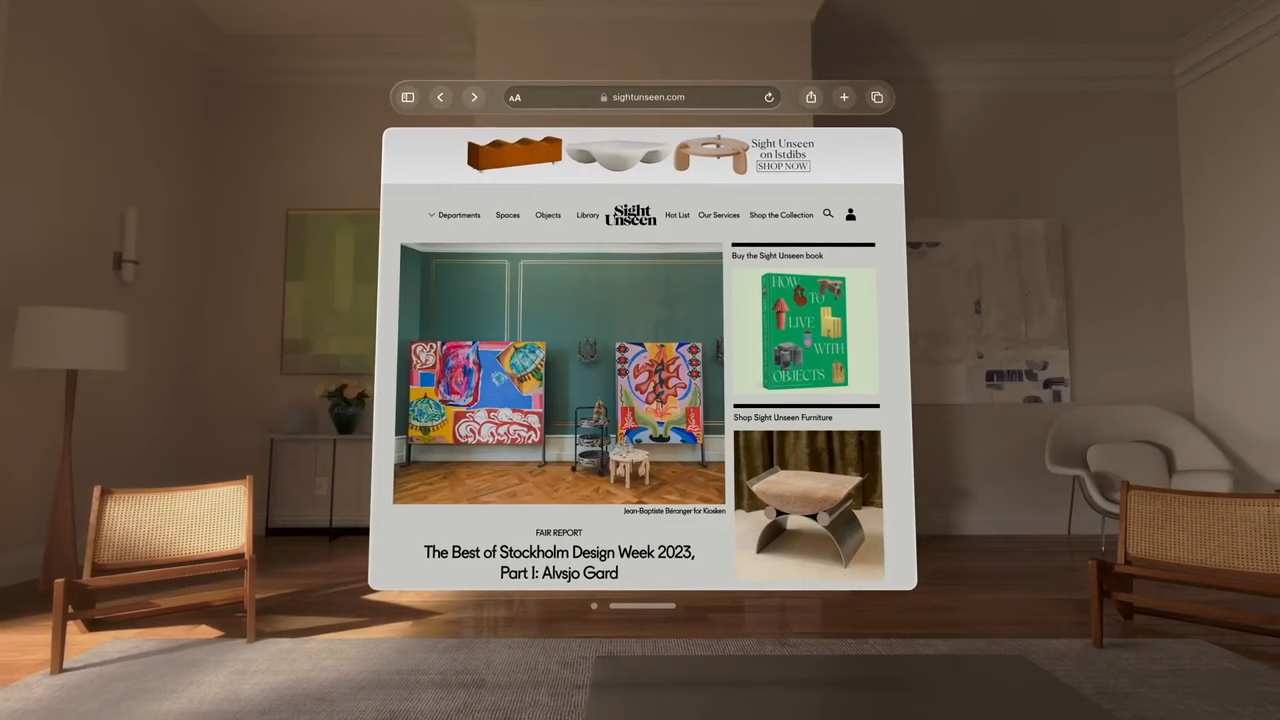 AA
sightunseen.com
Sight Unseen
on 1stdibs
SHOP NOW
Departments
Spaces
Objects
Library
Sight
Unseen
Hot List
Our Services
Shop the Collection
Buy the Sight Unseen book
HOW
TO
LIVE
WITH
OBJECTS
Shop Sight Unseen Furniture
Jean-Baptiste Béranger for Kiosken
FAIR REPORT
The Best of Stockholm Design Week 2023,
Part I: Alvsjo Gard